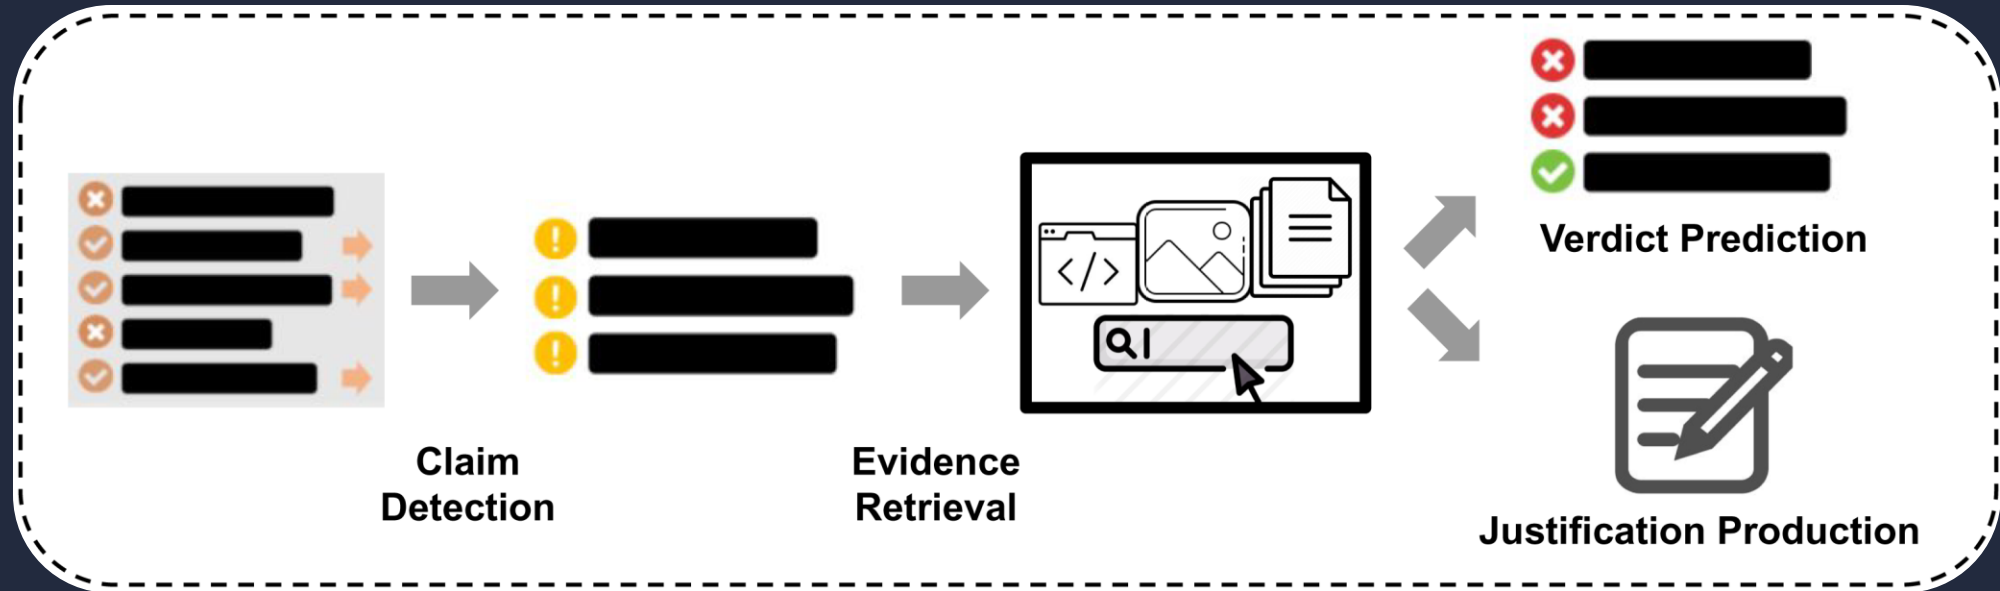 Claim
Detection
Evidence
Retrieval
Verdict Prediction
Justification Production